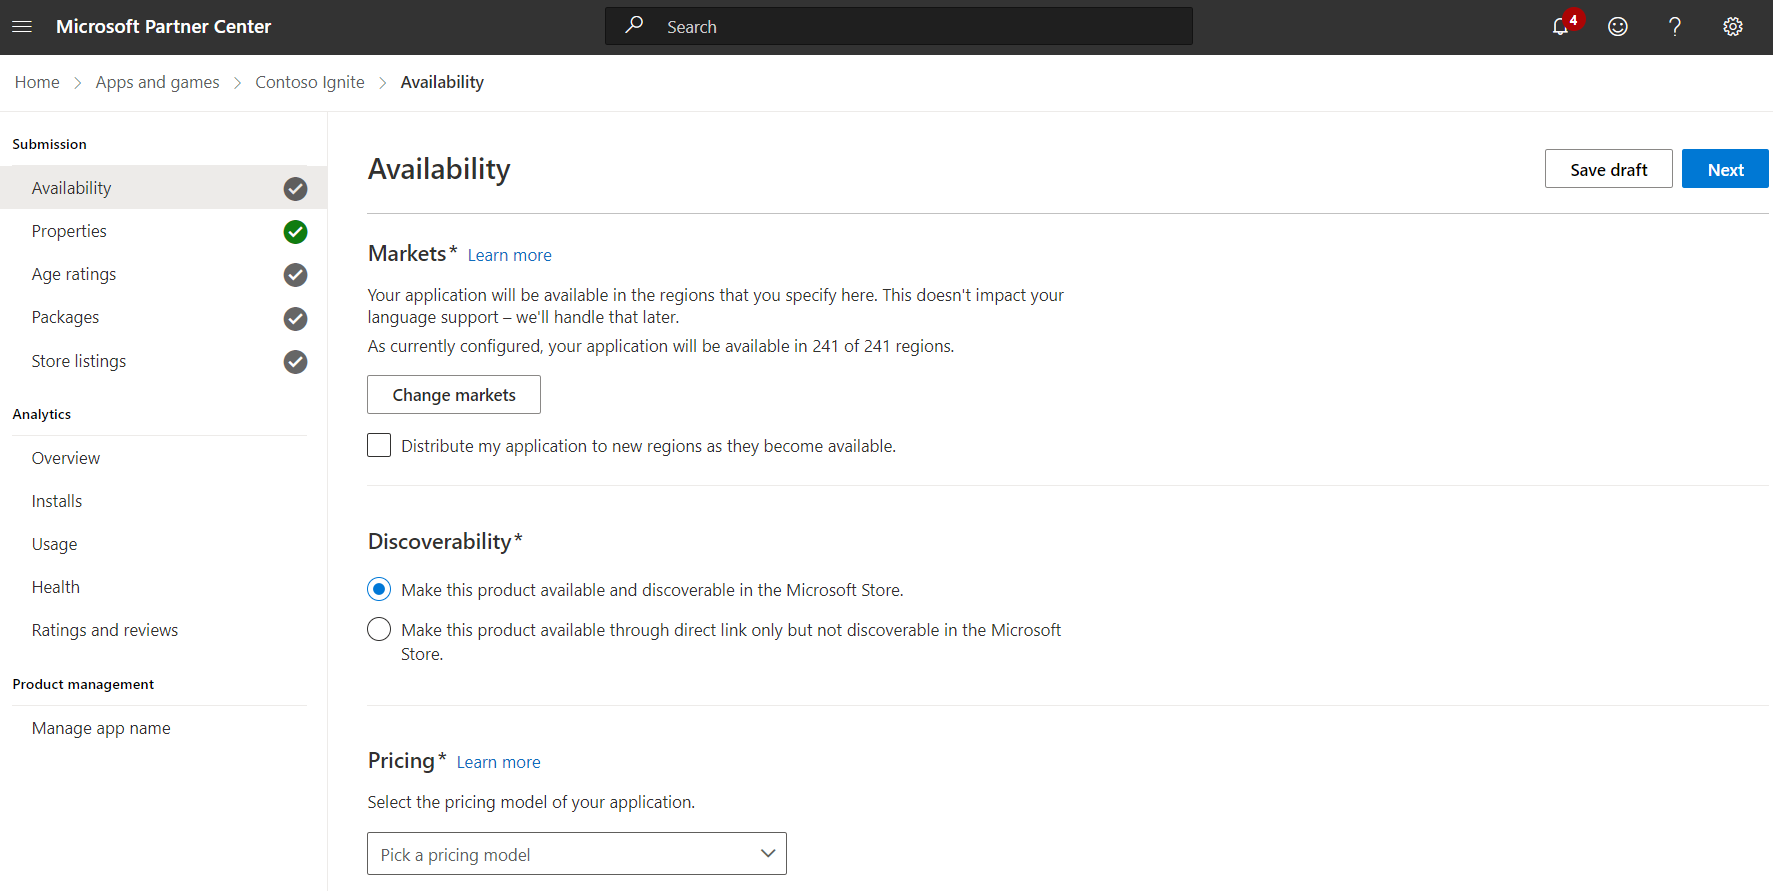 Microsoft Partner Center
Search
4
Home > Apps and games > Contoso Ignite > Availability
Submission
Availability
Properties
Age ratings
Packages
Store listings
Analytics
Overview
Installs
Usage
Health
Ratings and reviews
Product management
Manage app name
Availability
Save draft
Next
Markets* Learn more
Your application will be available in the regions that you specify here. This doesn't impact your
language support – we'll handle that later.
As currently configured, your application will be available in 241 of 241 regions.
Change markets
Distribute my application to new regions as they become available.
Discoverability*
Make this product available and discoverable in the Microsoft Store.
Make this product available through direct link only but not discoverable in the Microsoft
Store.
Pricing* Learn more
Select the pricing model of your application.
Pick a pricing model